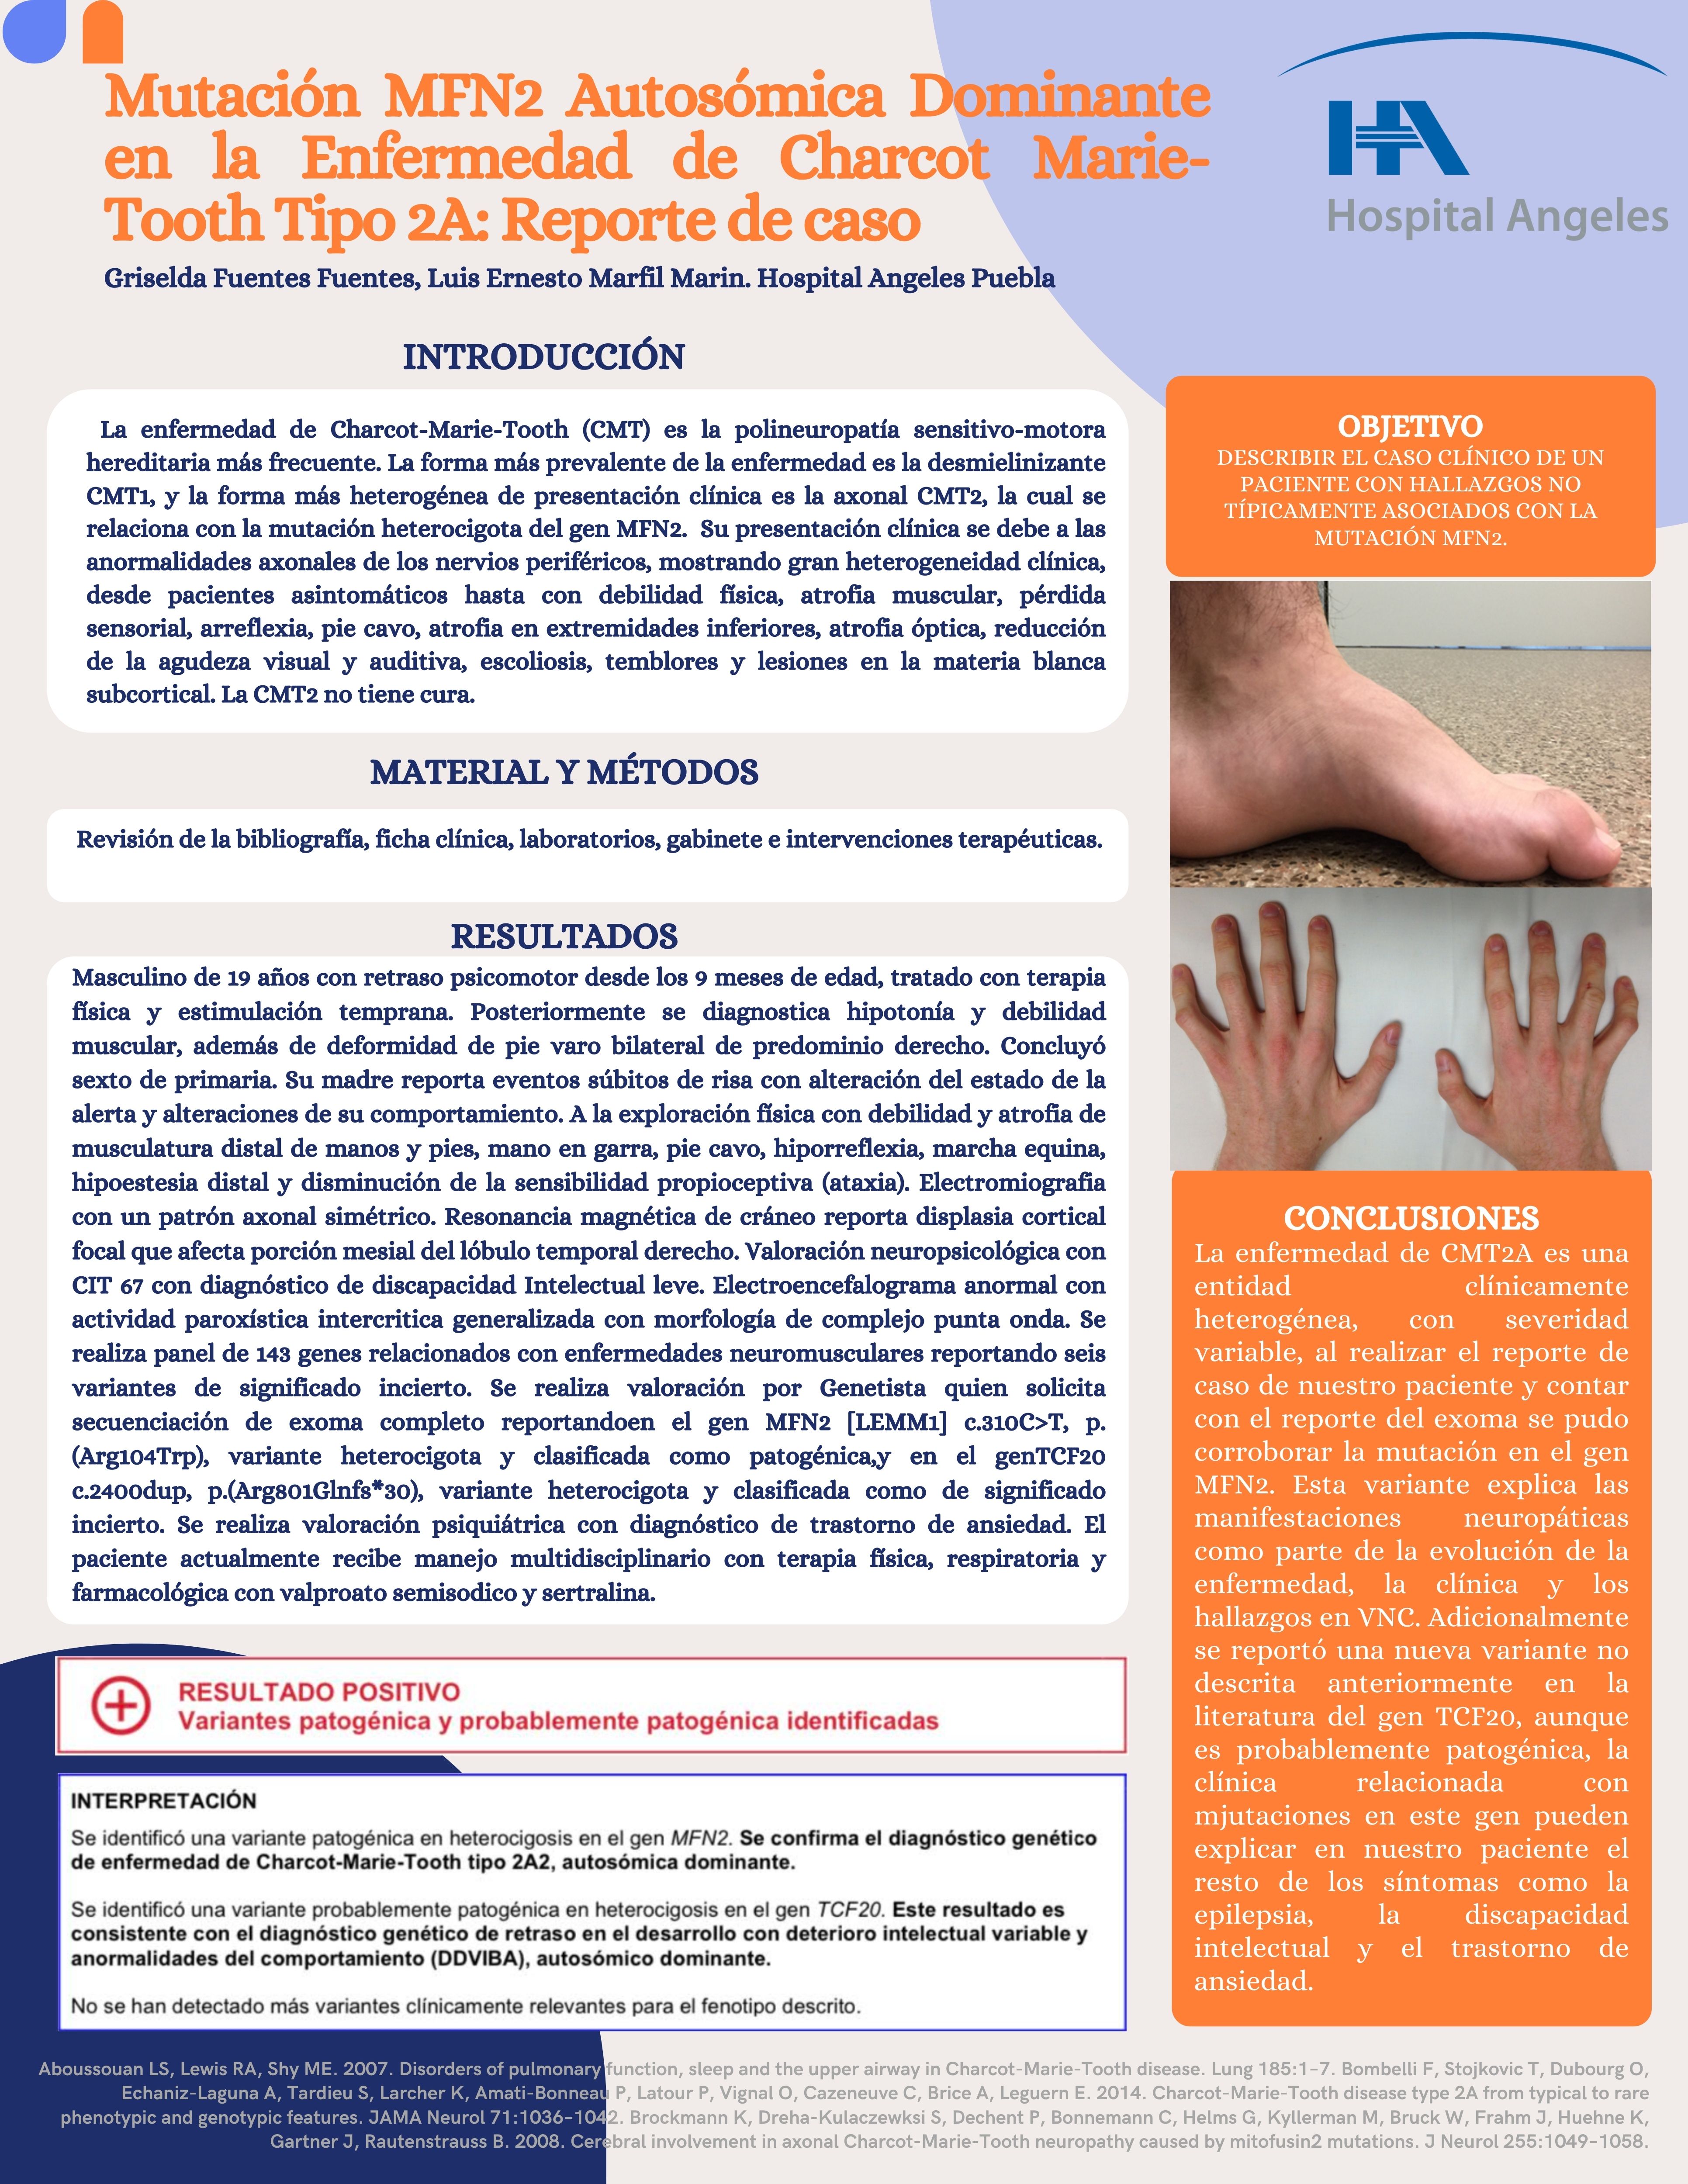 Mutación MFN2 Autosómica Dominante
en la Enfermedad de Charcot Marie-
Tooth Tipo 2A: Reporte de caso
Griselda Fuentes Fuentes, Luis Ernesto Marfil Marin. Hospital Angeles Puebla
HA
Hospital Angeles
INTRODUCCIÓN
La enfermedad de Charcot-Marie-Tooth (CMT) es la polineuropatía sensitivo-motora
hereditaria más frecuente. La forma más prevalente de la enfermedad es la desmielinizante
CMT1, y la forma más heterogénea de presentación clínica es la axonal CMT2, la cual se
relaciona con la mutación heterocigota del gen MFN2. Su presentación clínica se debe a las
anormalidades axonales de los nervios periféricos, mostrando gran heterogeneidad clínica,
desde pacientes asintomáticos hasta con debilidad física, atrofia muscular, pérdida
sensorial, arreflexia, pie cavo, atrofia en extremidades inferiores, atrofia óptica, reducción
de la agudeza visual y auditiva, escoliosis, temblores y lesiones en la materia blanca
subcortical. La CMT2 no tiene cura.
MATERIAL Y MÉTODOS
Revisión de la bibliografía, ficha clínica, laboratorios, gabinete e intervenciones terapéuticas.
RESULTADOS
Masculino de 19 años con retraso psicomotor desde los 9 meses de edad, tratado con terapia
física y estimulación temprana. Posteriormente se diagnostica hipotonía y debilidad
muscular, además de deformidad de pie varo bilateral de predominio derecho. Concluyó
sexto de primaria. Su madre reporta eventos súbitos de risa con alteración del estado de la
alerta y alteraciones de su comportamiento. A la exploración física con debilidad y atrofia de
musculatura distal de manos y pies, mano en garra, pie cavo, hiporreflexia, marcha equina,
hipoestesia distal y disminución de la sensibilidad propioceptiva (ataxia). Electromiografia
con un patrón axonal simétrico. Resonancia magnética de cráneo reporta displasia cortical
focal que afecta porción mesial del lóbulo temporal derecho. Valoración neuropsicológica con
CIT 67 con diagnóstico de discapacidad Intelectual leve. Electroencefalograma anormal con
actividad paroxística intercritica generalizada con morfología de complejo punta onda. Se
realiza panel de 143 genes relacionados con enfermedades neuromusculares reportando seis
variantes de significado incierto. Se realiza valoración por Genetista quien solicita
secuenciación de exoma completo reportandoen el gen MFN2 [LEMM1] c.310C>T, p.
(Arg104Trp), variante heterocigota y clasificada como patogénica,y en el genTCF20
c.2400dup, p.(Arg801Glnfs*30), variante heterocigota y clasificada como de significado
incierto. Se realiza valoración psiquiátrica con diagnóstico de trastorno de ansiedad. El
paciente actualmente recibe manejo multidisciplinario con terapia física, respiratoria y
farmacológica con valproato semisodico y sertralina.
RESULTADO POSITIVO
Variantes patogénica y probablemente patogénica identificadas
INTERPRETACIÓN
Se identificó una variante patogénica en heterocigosis en el gen MFN2. Se confirma el diagnóstico genético
de enfermedad de Charcot-Marie-Tooth tipo 2A2, autosómica dominante.
Se identificó una variante probablemente patogénica en heterocigosis en el gen TCF20. Este resultado es
consistente con el diagnóstico genético de retraso en el desarrollo con deterioro intelectual variable y
anormalidades del comportamiento (DDVIBA), autosómico dominante.
No se han detectado más variantes clínicamente relevantes para el fenotipo descrito.
OBJETIVO
DESCRIBIR EL CASO CLÍNICO DE UN
PACIENTE CON HALLAZGOS NO
TÍPICAMENTE ASOCIADOS CON LA
MUTACIÓN MFN2.
CONCLUSIONES
La enfermedad de CMT2A es una
entidad clínicamente
heterogénea, con severidad
variable, al realizar el reporte de
caso de nuestro paciente y contar
con el reporte del exoma se pudo
corroborar la mutación en el gen
MFN2. Esta variante explica las
manifestaciones neuropáticas
como parte de la evolución de la
enfermedad, la clínica y los
hallazgos en VNC. Adicionalmente
se reportó una nueva variante no
descrita anteriormente en la
literatura del gen TCF20, aunque
es probablemente patogénica, la
clínica relacionada con
mjutaciones en este gen pueden
explicar en nuestro paciente el
resto de los síntomas como la
epilepsia, la discapacidad
intelectual y el trastorno de
ansiedad.
Aboussouan LS, Lewis RA, Shy ME. 2007. Disorders of pulmonary function, sleep and the upper airway in Charcot-Marie-Tooth disease. Lung 185:1–7. Bombelli F, Stojkovic T, Dubourg O,
Echaniz-Laguna A, Tardieu S, Larcher K, Amati-Bonneau P, Latour P, Vignal O, Cazeneuve C, Brice A, Leguern E. 2014. Charcot-Marie-Tooth disease type 2A from typical to rare
phenotypic and genotypic features. JAMA Neurol 71:1036–1042. Brockmann K, Dreha-Kulaczewksi S, Dechent P, Bonnemann C, Helms G, Kyllerman M, Bruck W, Frahm J, Huehne K,
Gartner J, Rautenstrauss B. 2008. Cerebral involvement in axonal Charcot-Marie-Tooth neuropathy caused by mitofusin2 mutations. J Neurol 255:1049–1058.